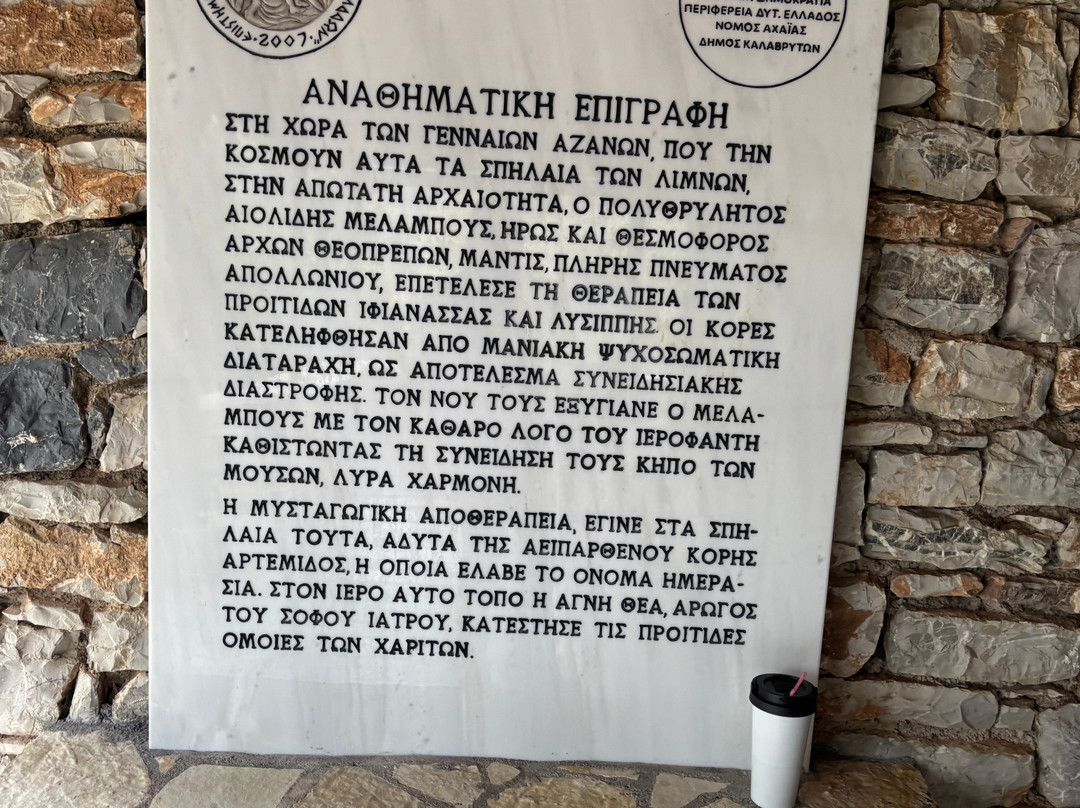 2007
ΠΕΡΙΦΕΡΕΙΑ ΔΥΤ. ΕΛΛΑΔΟΣ
ΝΟΜΟΣ ΑΧΑΪΑΣ
ΔΗΜΟΣ ΚΑΛΑΒΡΥΤΩΝ
ΑΝΑΘΗΜΑΤΙΚΗ ΕΠΙΓΡΑΦΗ
ΣΤΗ ΧΩΡΑ ΤΩΝ ΓΕΝΝΑΙΩΝ ΑΖΑΝΩΝ, ΠΟΥ ΤΗΝ
ΚΟΣΜΟΥΝ ΑΥΤΑ ΤΑ ΣΠΗΛΑΙΑ ΤΩΝ ΛΙΜΝΩΝ,
ΣΤΗΝ ΑΠΩΤΑΤΗ ΑΡΧΑΙΟΤΗΤΑ, Ο ΠΟΛΥΘΡΥΛΗΤΟΣ
ΑΙΟΛΙΔΗΣ ΜΕΛΑΜΠΟΥΣ, ΗΡΩΣ ΚΑΙ ΘΕΣΜΟΦΟΡΟΣ
ΑΡΧΩΝ ΘΕΟΠΡΕΠΩΝ, ΜΑΝΤΙΣ, ΠΛΗΡΗΣ ΠΝΕΥΜΑΤΟΣ
ΑΠΟΛΛΩΝΙΟΥ, ΕΠΕΤΕΛΕΣΕ ΤΗ ΘΕΡΑΠΕΙΑ ΤΩΝ
ΠΡΟΙΤΙΔΩΝ ΙΦΙΑΝΑΣΣΑΣ ΚΑΙ ΛΥΣΙΠΠΗΣ. ΟΙ ΚΟΡΕΣ
ΚΑΤΕΛΗΦΘΗΣΑΝ ΑΠΟ ΜΑΝΙΑΚΗ ΨΥΧΟΣΩΜΑΤΙΚΗ
ΔΙΑΤΑΡΑΧΗ, ΩΣ ΑΠΟΤΕΛΕΣΜΑ ΣΥΝΕΙΔΗΣΙΑΚΗΣ
ΔΙΑΣΤΡΟΦΗΣ. ΤΟΝ ΝΟΥ ΤΟΥΣ ΕΞΥΓΙΑΝΕ Ο ΜΕΛΑ-
ΜΠΟΥΣ ΜΕ ΤΟΝ ΚΑΘΑΡΟ ΛΟΓΟ ΤΟΥ ΙΕΡΟΦΑΝΤΗ
ΚΑΘΙΣΤΩΝΤΑΣ ΤΗ ΣΥΝΕΙΔΗΣΗ ΤΟΥΣ ΚΗΠΟ ΤΩΝ
ΜΟΥΣΩΝ, ΛΥΡΑ ΧΑΡΜΟΝΗ.
Η ΜΥΣΤΑΓΩΓΙΚΗ ΑΠΟΘΕΡΑΠΕΙΑ, ΕΓΙΝΕ ΣΤΑ ΣΠΗ-
ΛΑΙΑ ΤΟΥΤΑ, ΑΔΥΤΑ ΤΗΣ ΑΕΙΠΑΡΘΕΝΟΥ ΚΟΡΗΣ
ΑΡΤΕΜΙΔΟΣ, Η ΟΠΟΙΑ ΕΛΑΒΕ ΤΟ ΟΝΟΜΑ ΗΜΕΡΑ-
ΣΙΑ. ΣΤΟΝ ΙΕΡΟ ΑΥΤΟ ΤΟΠΟ Η ΑΓΝΗ ΘΕΑ, ΑΡΩΓΟΣ
ΤΟΥ ΣΟΦΟΥ ΙΑΤΡΟΥ, ΚΑΤΕΣΤΗΣΕ ΤΙΣ ΠΡΟΙΤΙΔΕΣ
ΟΜΟΙΕΣ ΤΩΝ ΧΑΡΙΤΩΝ.